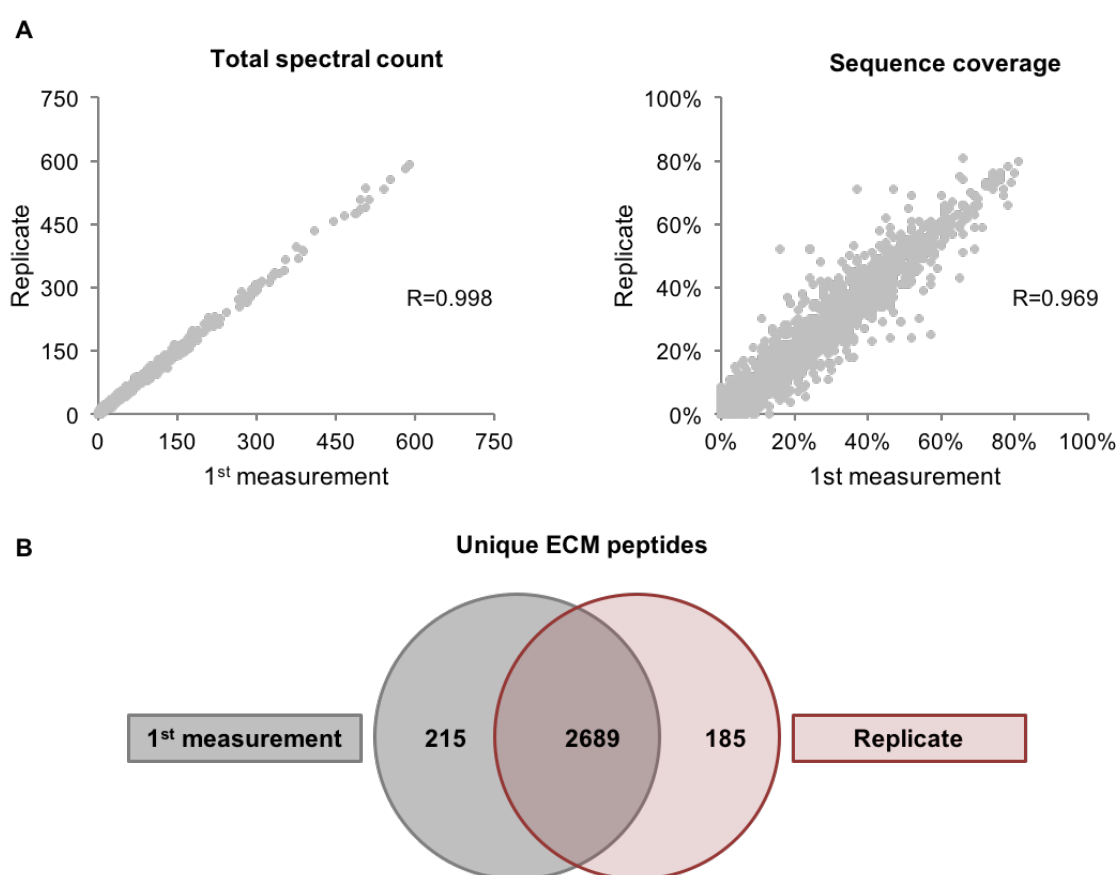 A
Total spectral count
750
600
450
300
150
0
Replicate
R=0.998
0 150 300 450 600 750
1st measurement
Sequence coverage
100%
80%
60%
40%
20%
0%
Replicate
R=0.969
0% 20% 40% 60% 80% 100%
1st measurement
B
Unique ECM peptides
1st measurement 215 2689 185 Replicate